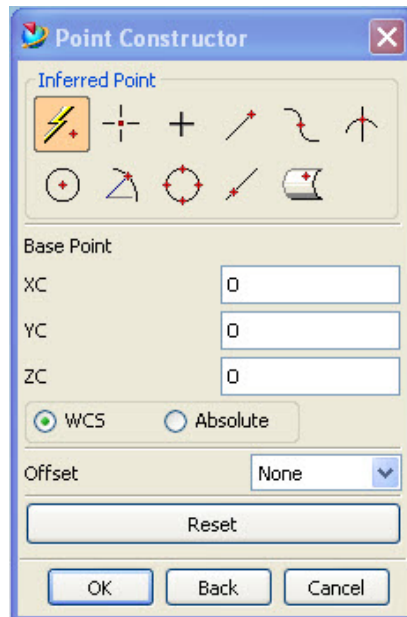 Point Constructor
Inferred Point
Base Point
XC 0
YC 0
ZC 0
WCS Absolute
Offset None
Reset
OK Back Cancel